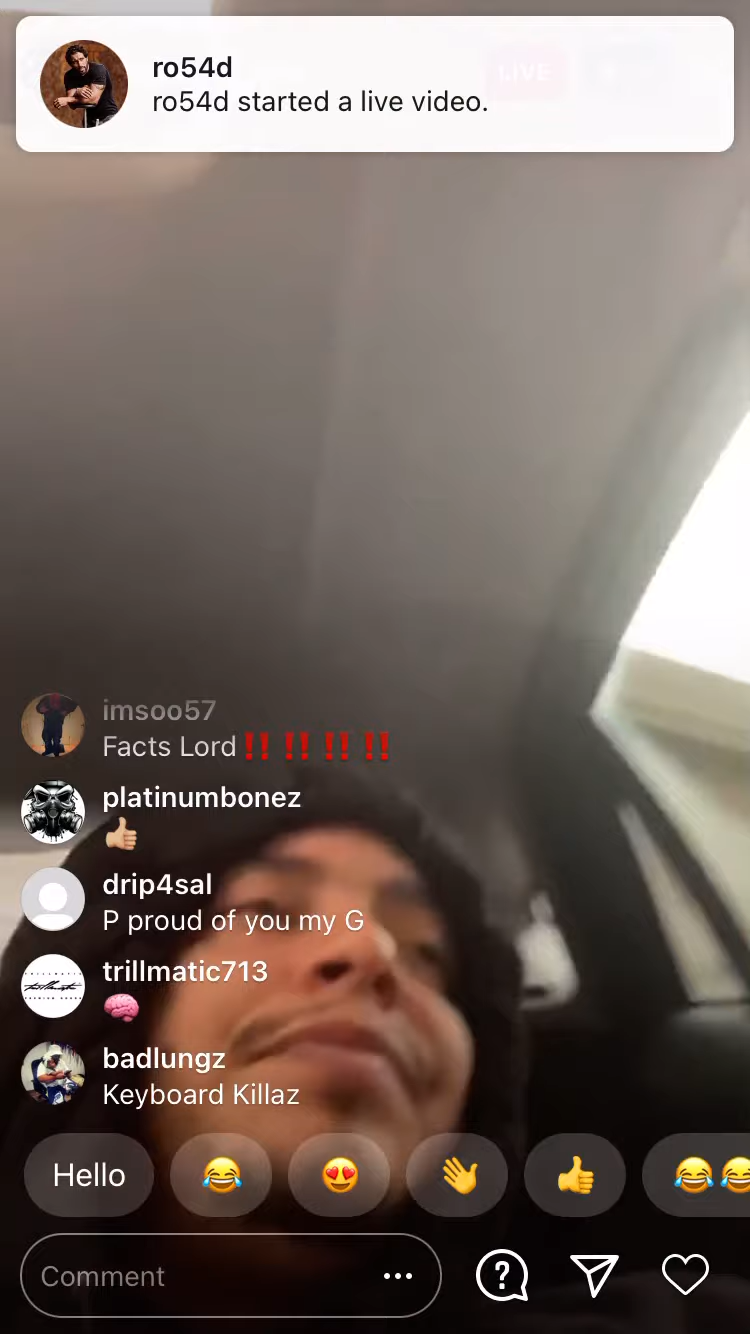 ro54d
ro54d started a live video.
LIVE
imsoo57
Facts Lord‼️ ‼️ ‼️ ‼️
platinumbonez
👍🏼
drip4sal
P proud of you my G
trillmatic713
🧠
badlungz
Keyboard Killaz
Hello 😂 😍 👋 👍 😂😂
Comment